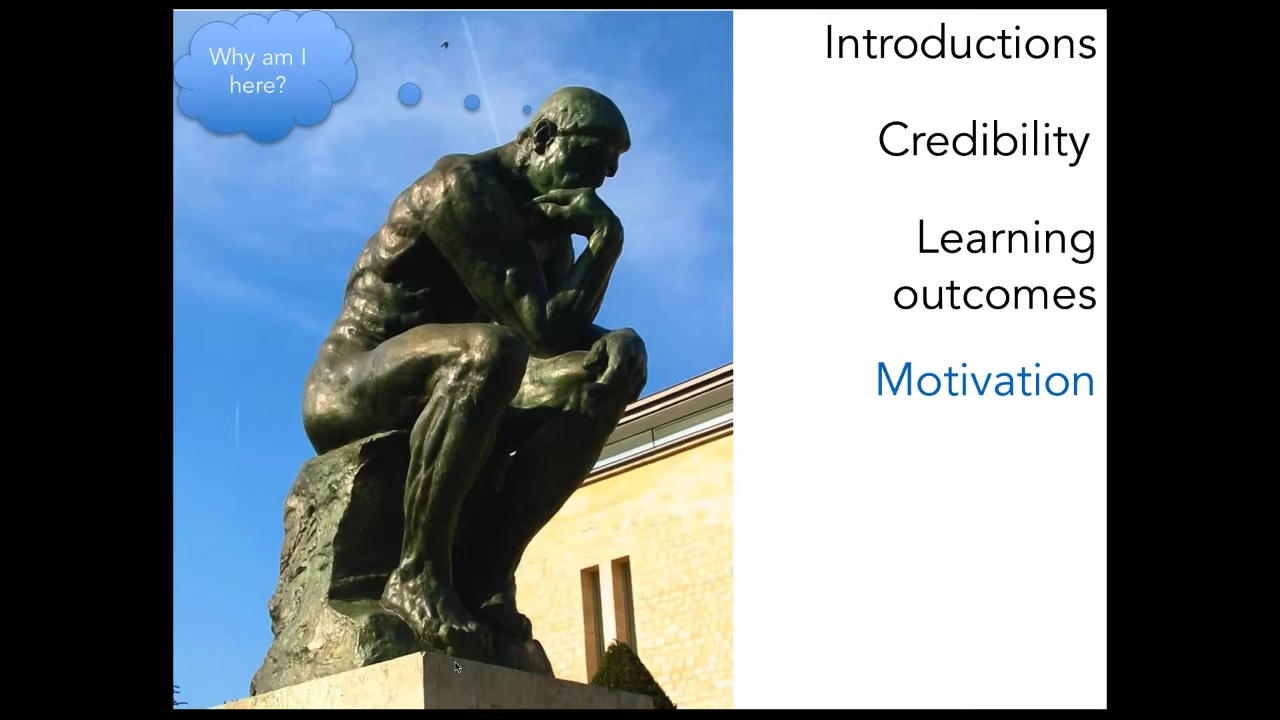 Why am I
here?
Introductions
Credibility
Learning
outcomes
Motivation